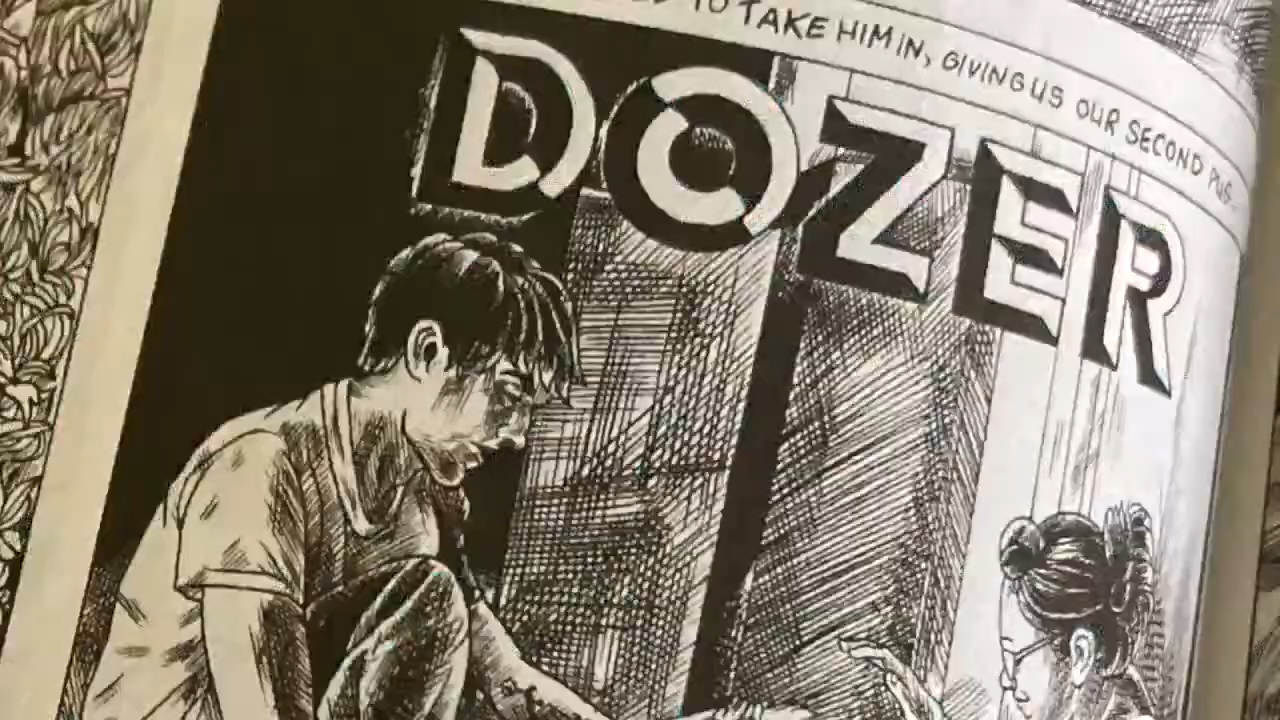 TO TAKE HIM IN, GIVING US OUR SECOND PUG.
DOZER